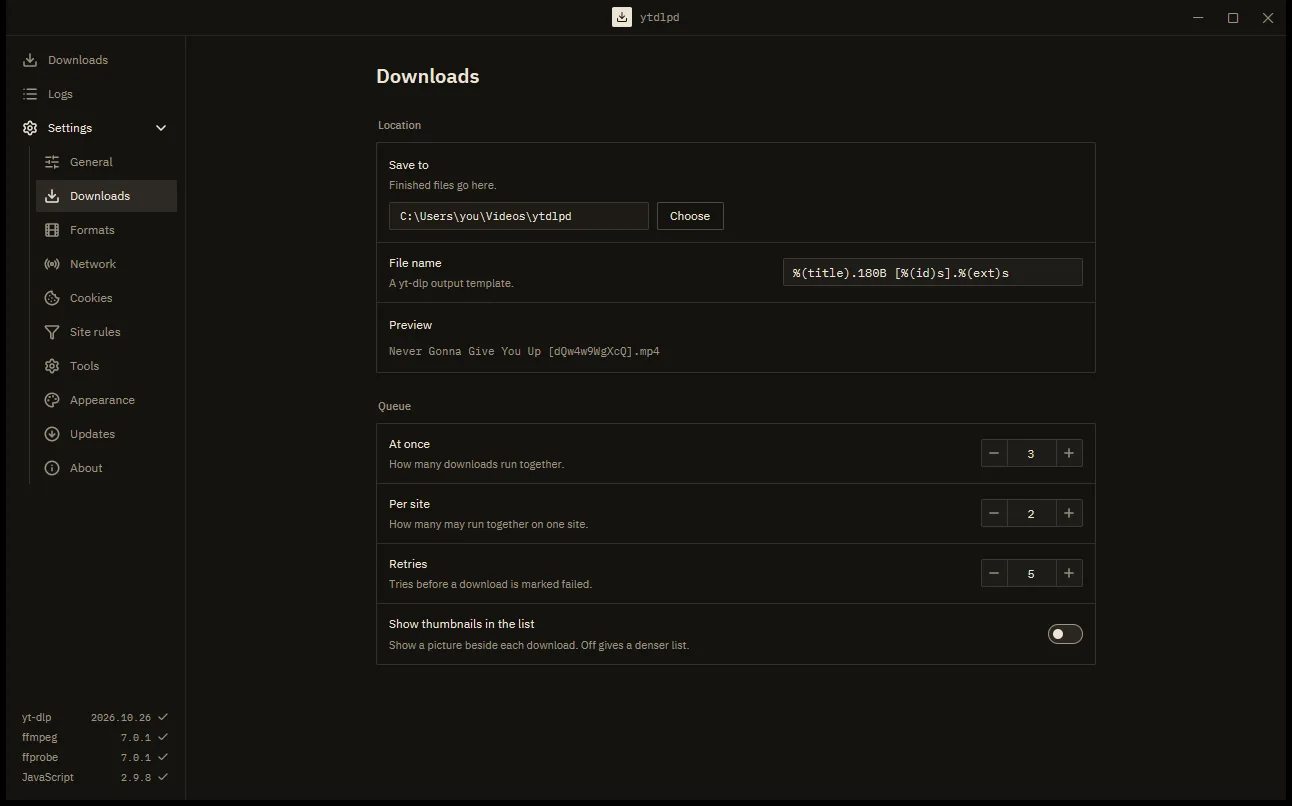 ytdlpd
Downloads
Logs
Settings
General
Downloads
Formats
Network
Cookies
Site rules
Tools
Appearance
Updates
About
yt-dlp 2026.10.26
ffmpeg 7.0.1
ffprobe 7.0.1
JavaScript 2.9.8
Downloads
Location
Save to
Finished files go here.
C:\Users\you\Videos\ytdlpd Choose
File name
A yt-dlp output template.
%(title).180B [%(id)s].%(ext)s
Preview
Never Gonna Give You Up [dQw4w9WgXcQ].mp4
Queue
At once
How many downloads run together.
3
Per site
How many may run together on one site.
2
Retries
Tries before a download is marked failed.
5
Show thumbnails in the list
Show a picture beside each download. Off gives a denser list.